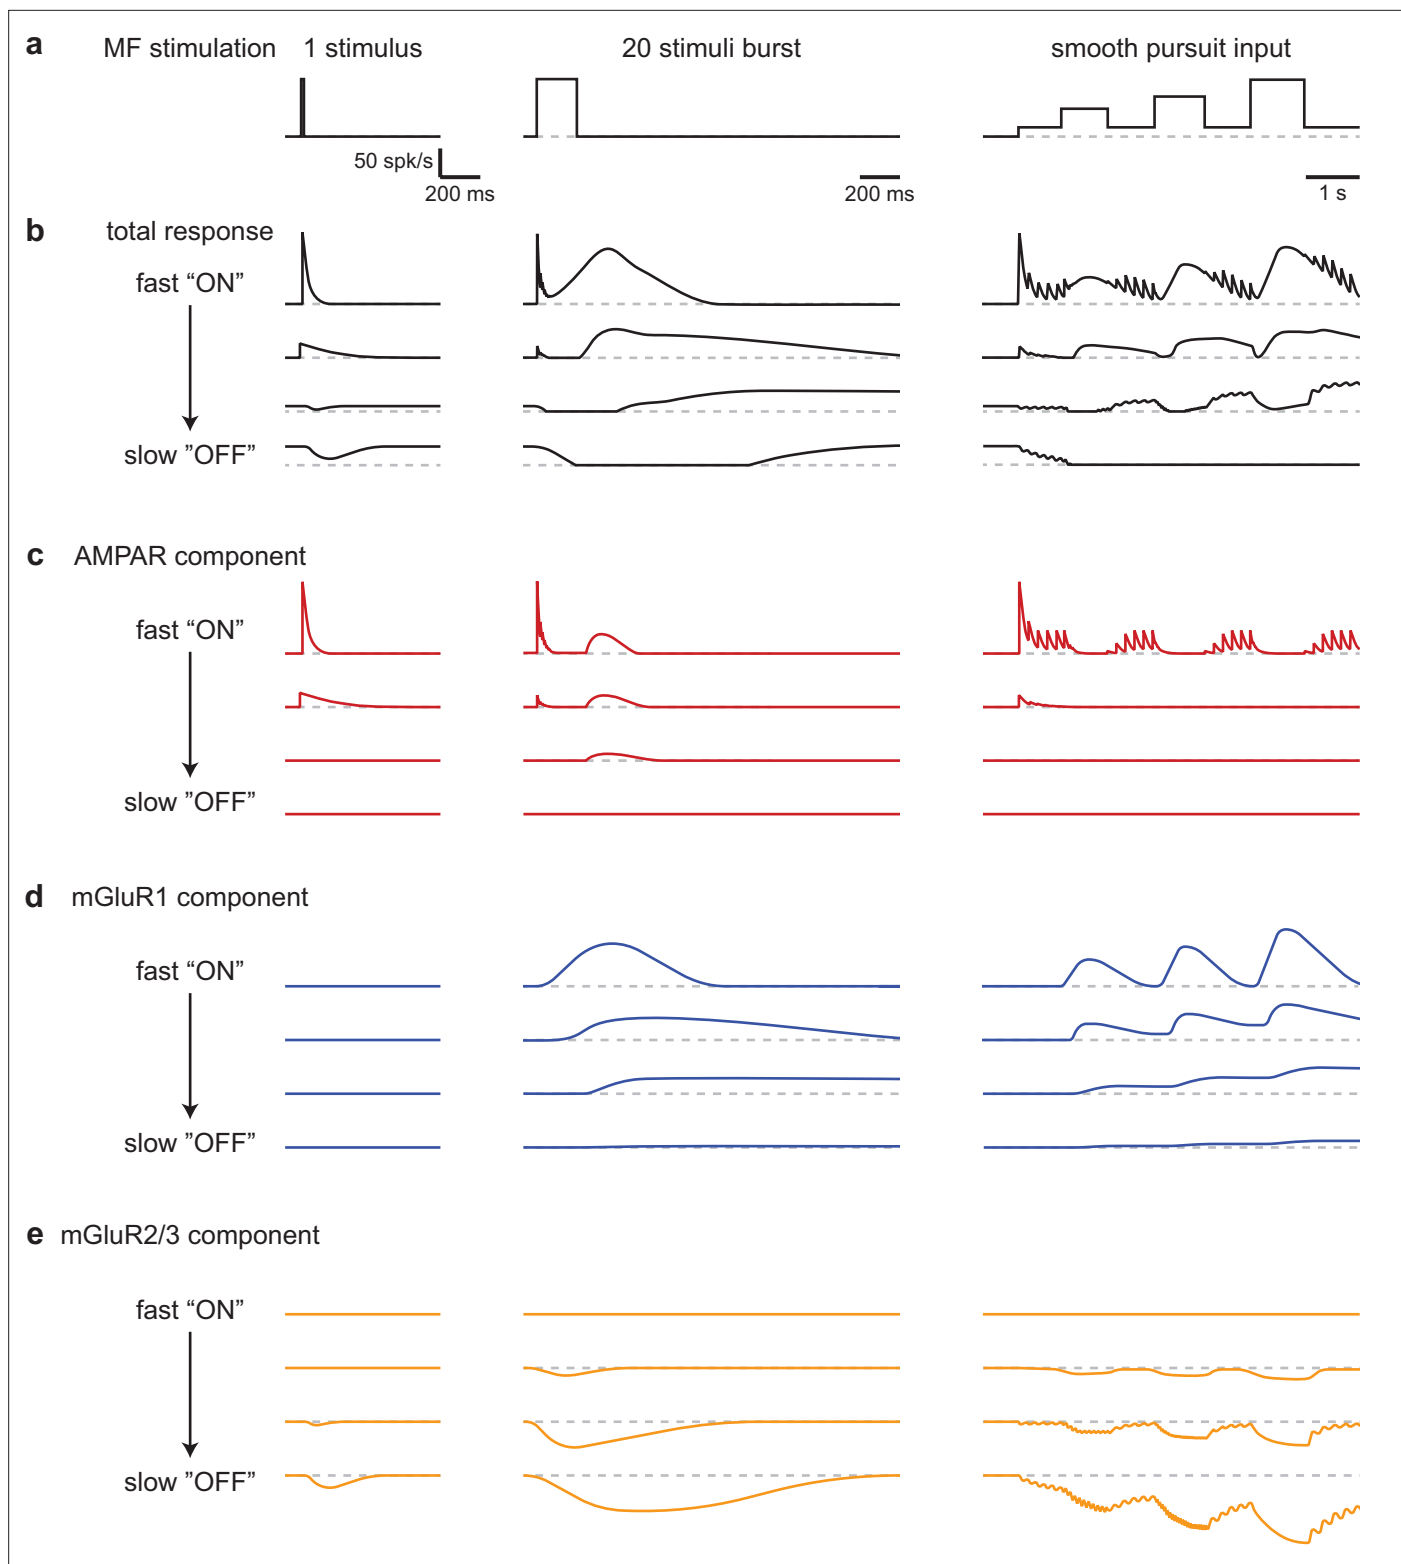 a MF stimulation 1 stimulus 20 stimuli burst smooth pursuit input
50 spk/s
200 ms 200 ms 1 s
b total response
fast “ON”
slow ”OFF”
c AMPAR component
fast “ON”
slow ”OFF”
d mGluR1 component
fast “ON”
slow ”OFF”
e mGluR2/3 component
fast “ON”
slow ”OFF”